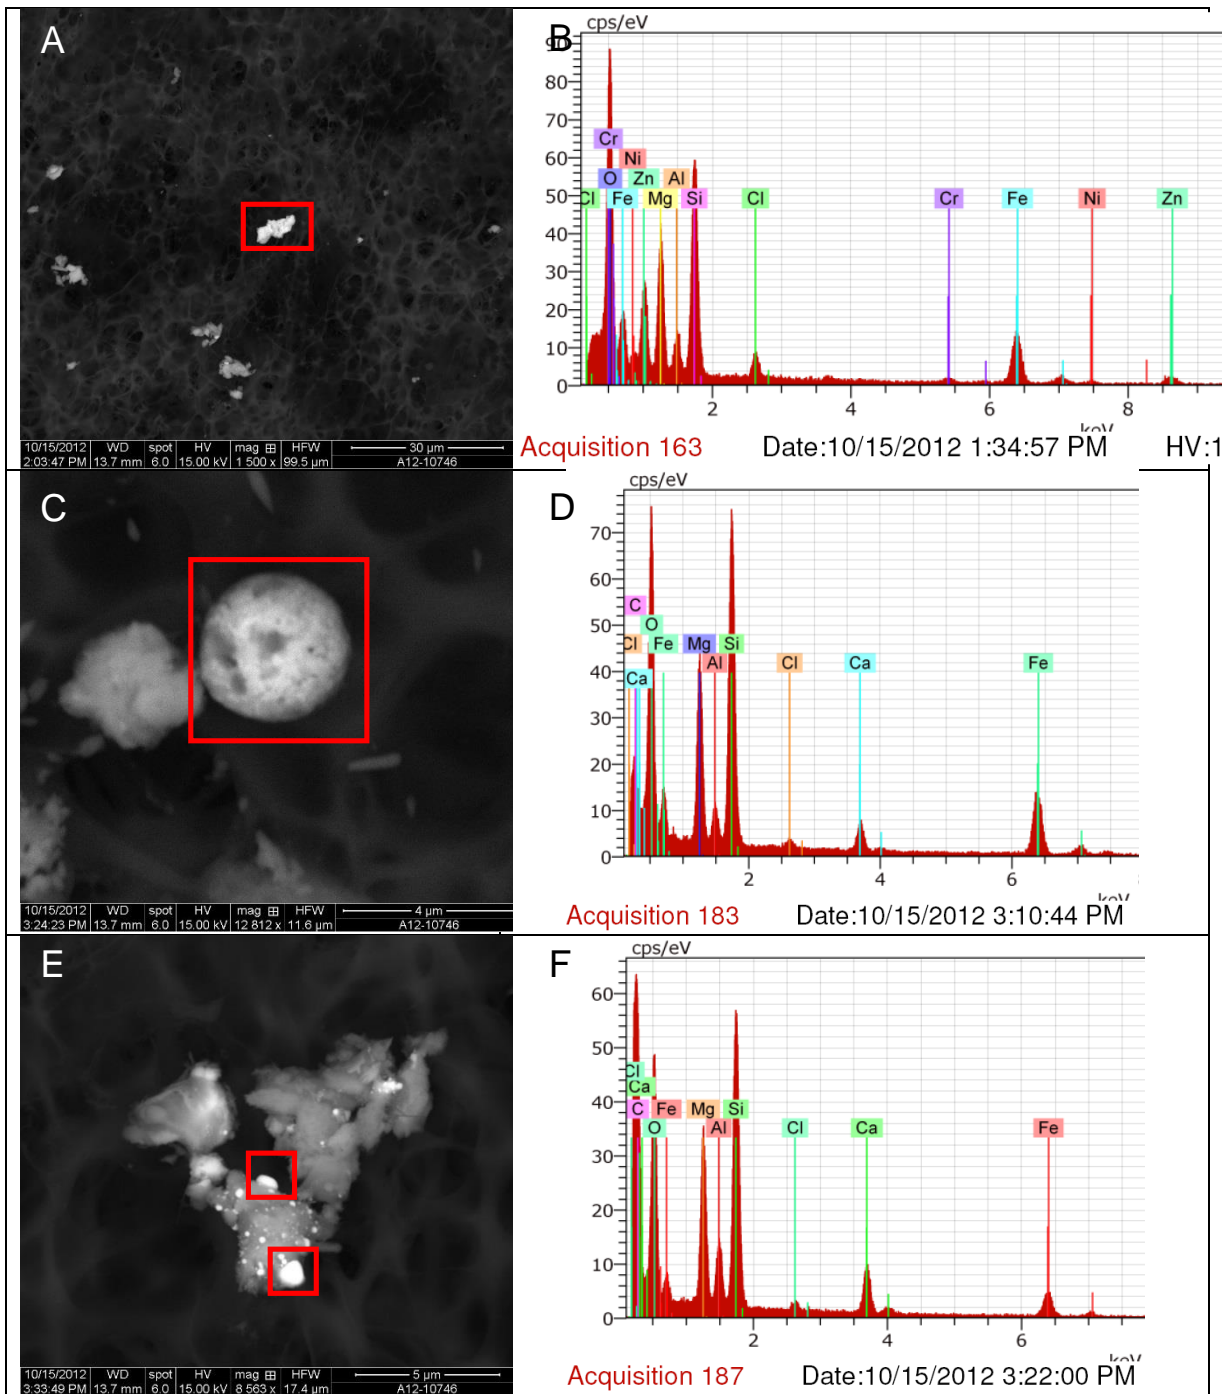 A
10/15/2012 WD spot HV mag ⊞ HFW 30 µm
2:03:47 PM 13.7 mm 6.0 15.00 kV 1 500 x 99.5 µm A12-10746
B
cps/eV
90
80
70
60
50
40
30
20
10
0
Cr
Ni
O Zn Al
Cl Fe Mg Si Cl Cr Fe Ni Zn
2 4 6 8
keV
Acquisition 163 Date:10/15/2012 1:34:57 PM HV:1
C
10/15/2012 WD spot HV mag ⊞ HFW 4 µm
3:24:23 PM 13.7 mm 6.0 15.00 kV 12 812 x 11.6 µm A12-10746
D
cps/eV
70
60
50
40
30
20
10
0
C
O
Cl Fe Mg Si
Ca Al Cl Ca Fe
2 4 6
keV
Acquisition 183 Date:10/15/2012 3:10:44 PM
E
10/15/2012 WD spot HV mag ⊞ HFW 5 µm
3:33:49 PM 13.7 mm 6.0 15.00 kV 8 563 x 17.4 µm A12-10746
F
cps/eV
60
50
40
30
20
10
0
Cl
Ca
C Fe Mg Si
O Al Cl Ca Fe
2 4 6
keV
Acquisition 187 Date:10/15/2012 3:22:00 PM